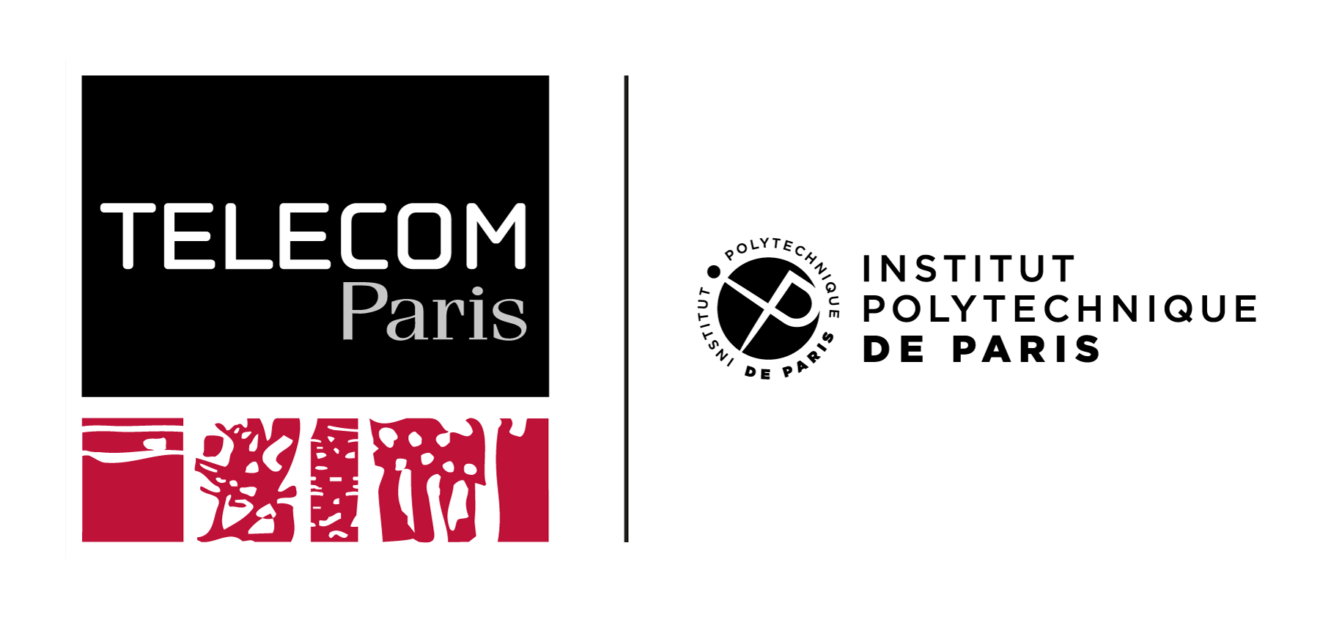 TELECOM
Paris
INSTITUT POLYTECHNIQUE DE PARIS
INSTITUT
POLYTECHNIQUE
DE PARIS